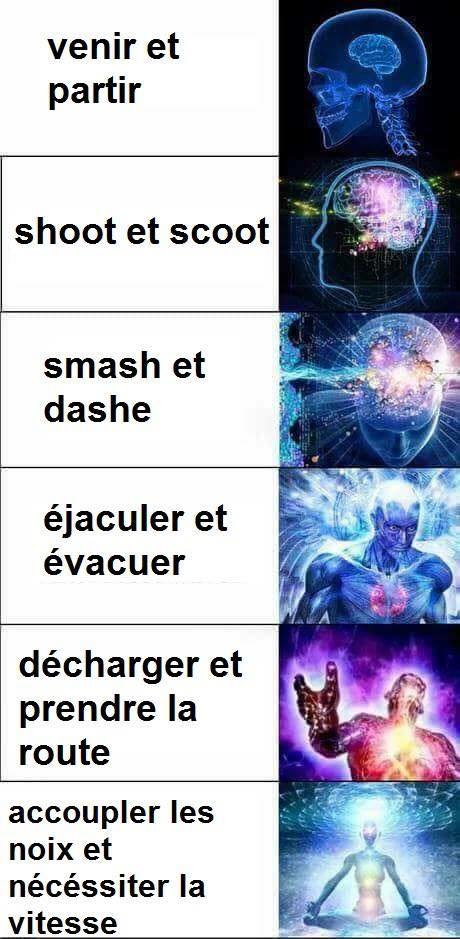 venir et
partir
shoot et scoot
smash et
dashe
éjaculer et
évacuer
décharger et
prendre la
route
accoupler les
noix et
nécéssiter la
vitesse